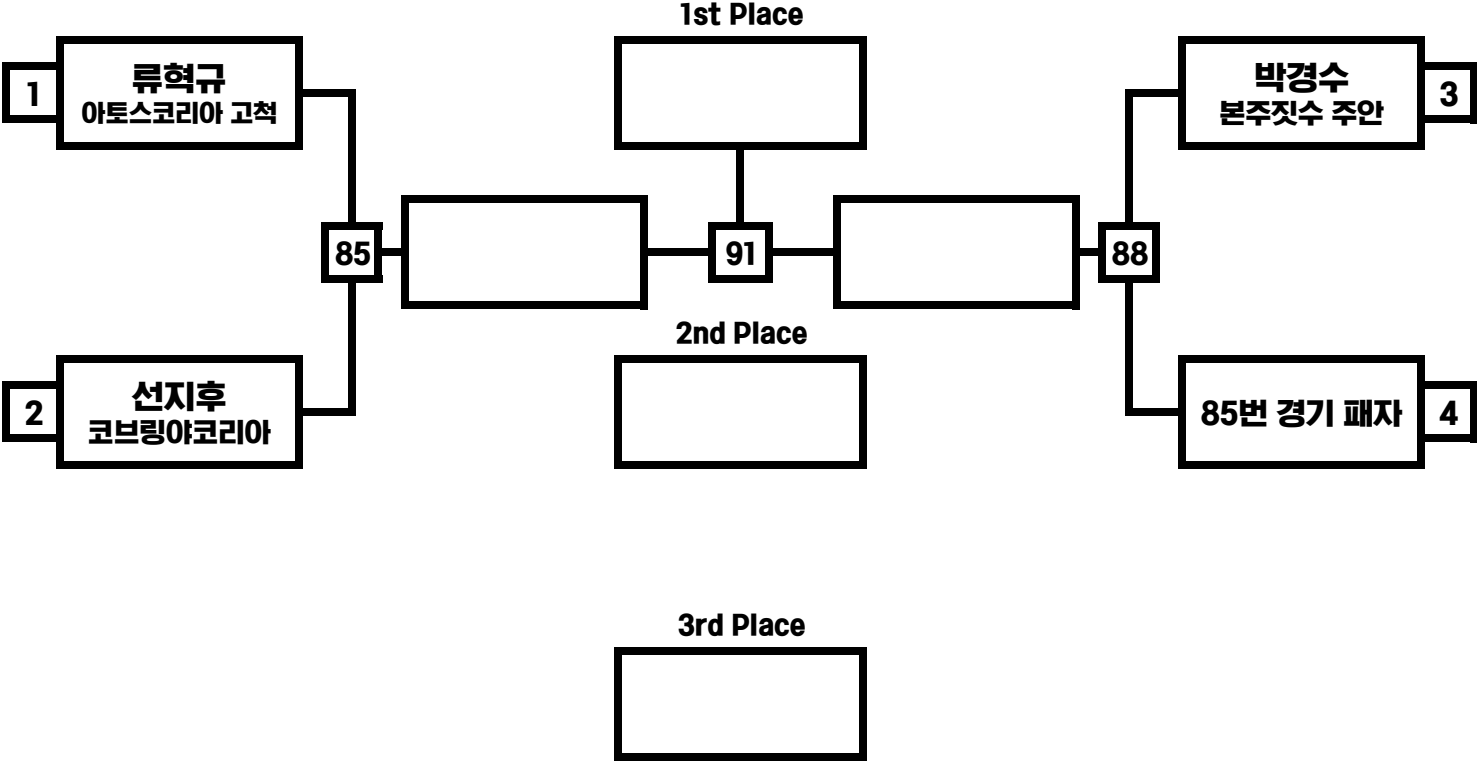 1st Place
1
류혁규
아토스코리아 고척
박경수
본주짓수 주안
3
85
91
88
2nd Place
2
선지후
코브링야코리아
85번 경기 패자
4
3rd Place